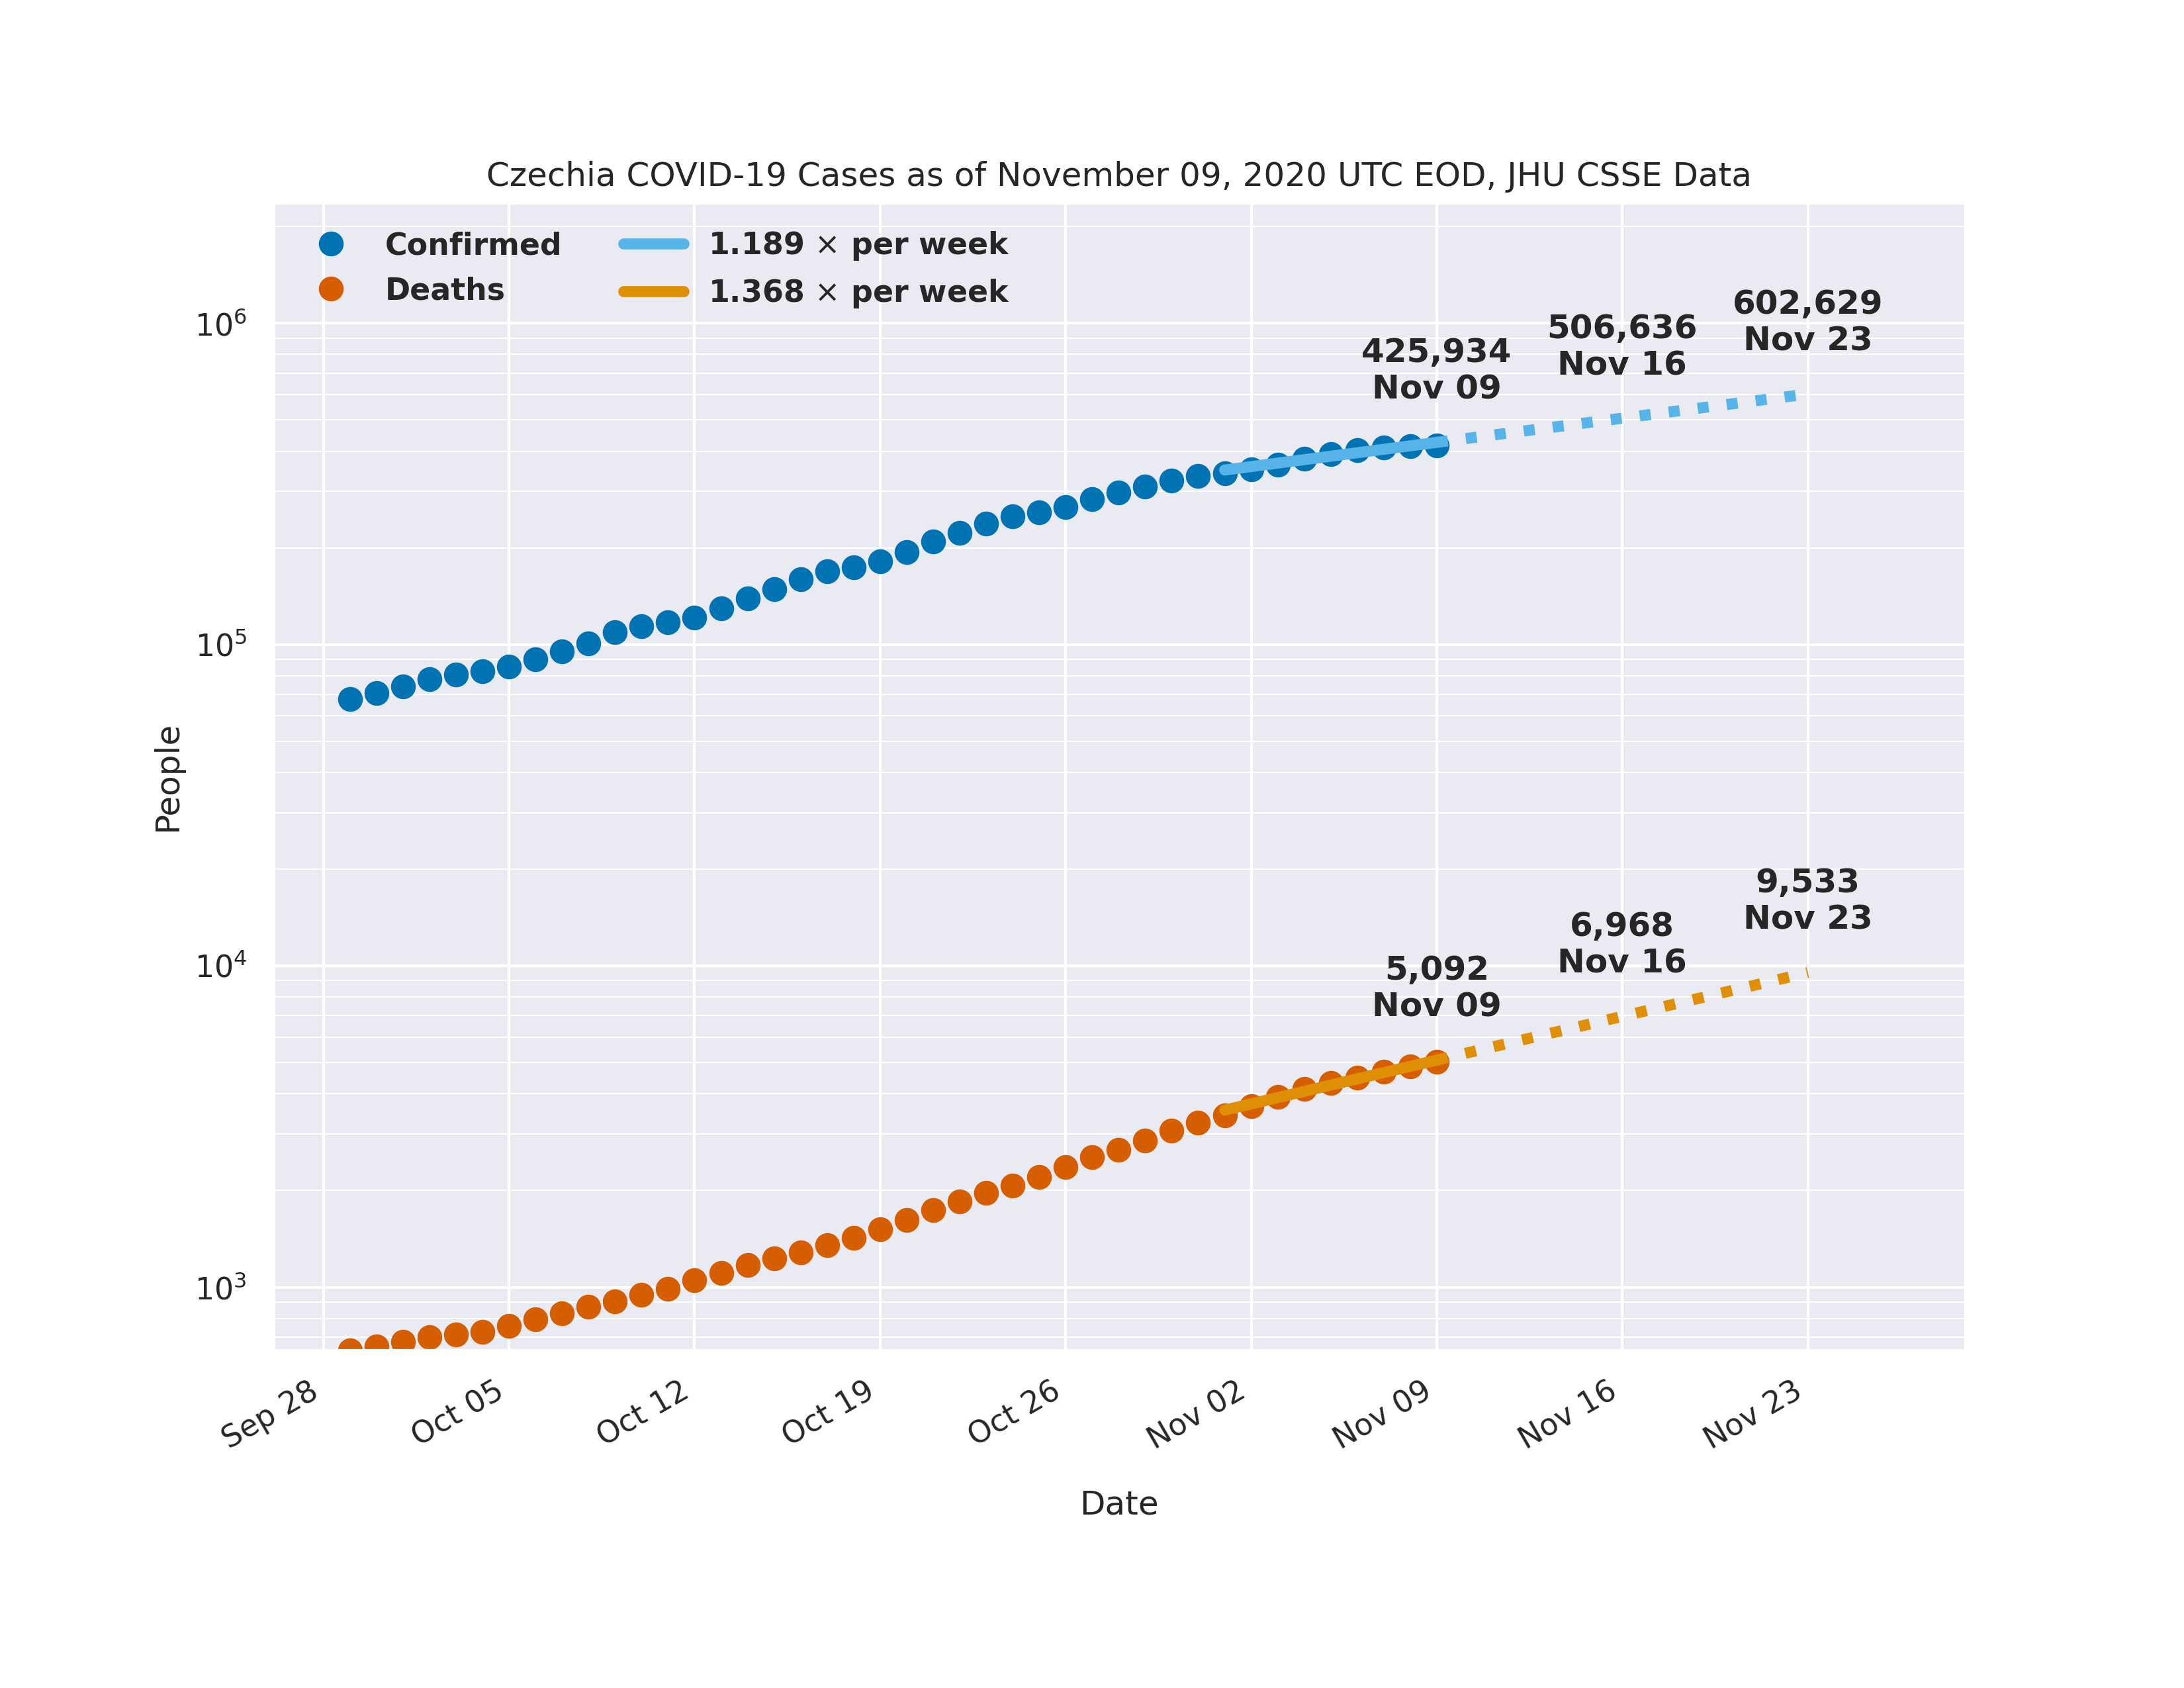 Czechia COVID-19 Cases as of November 09, 2020 UTC EOD, JHU CSSE Data
Confirmed
Deaths
1.189 × per week
1.368 × per week
602,629
Nov 23
506,636
Nov 16
425,934
Nov 09
9,533
Nov 23
6,968
Nov 16
5,092
Nov 09
10⁶
10⁵
10⁴
10³
People
Sep 28
Oct 05
Oct 12
Oct 19
Oct 26
Nov 02
Nov 09
Nov 16
Nov 23
Date